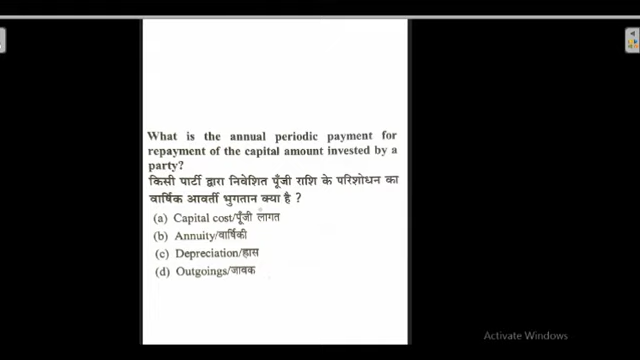 What is the annual periodic payment for
repayment of the capital amount invested by a
party?
किसी पार्टी द्वारा निवेशित पूँजी राशि के परिशोधन का
वार्षिक आवर्ती भुगतान क्या है ?
(a) Capital cost/पूँजी लागत
(b) Annuity/वार्षिकी
(c) Depreciation/ह्रास
(d) Outgoings/जावक
Activate Windows